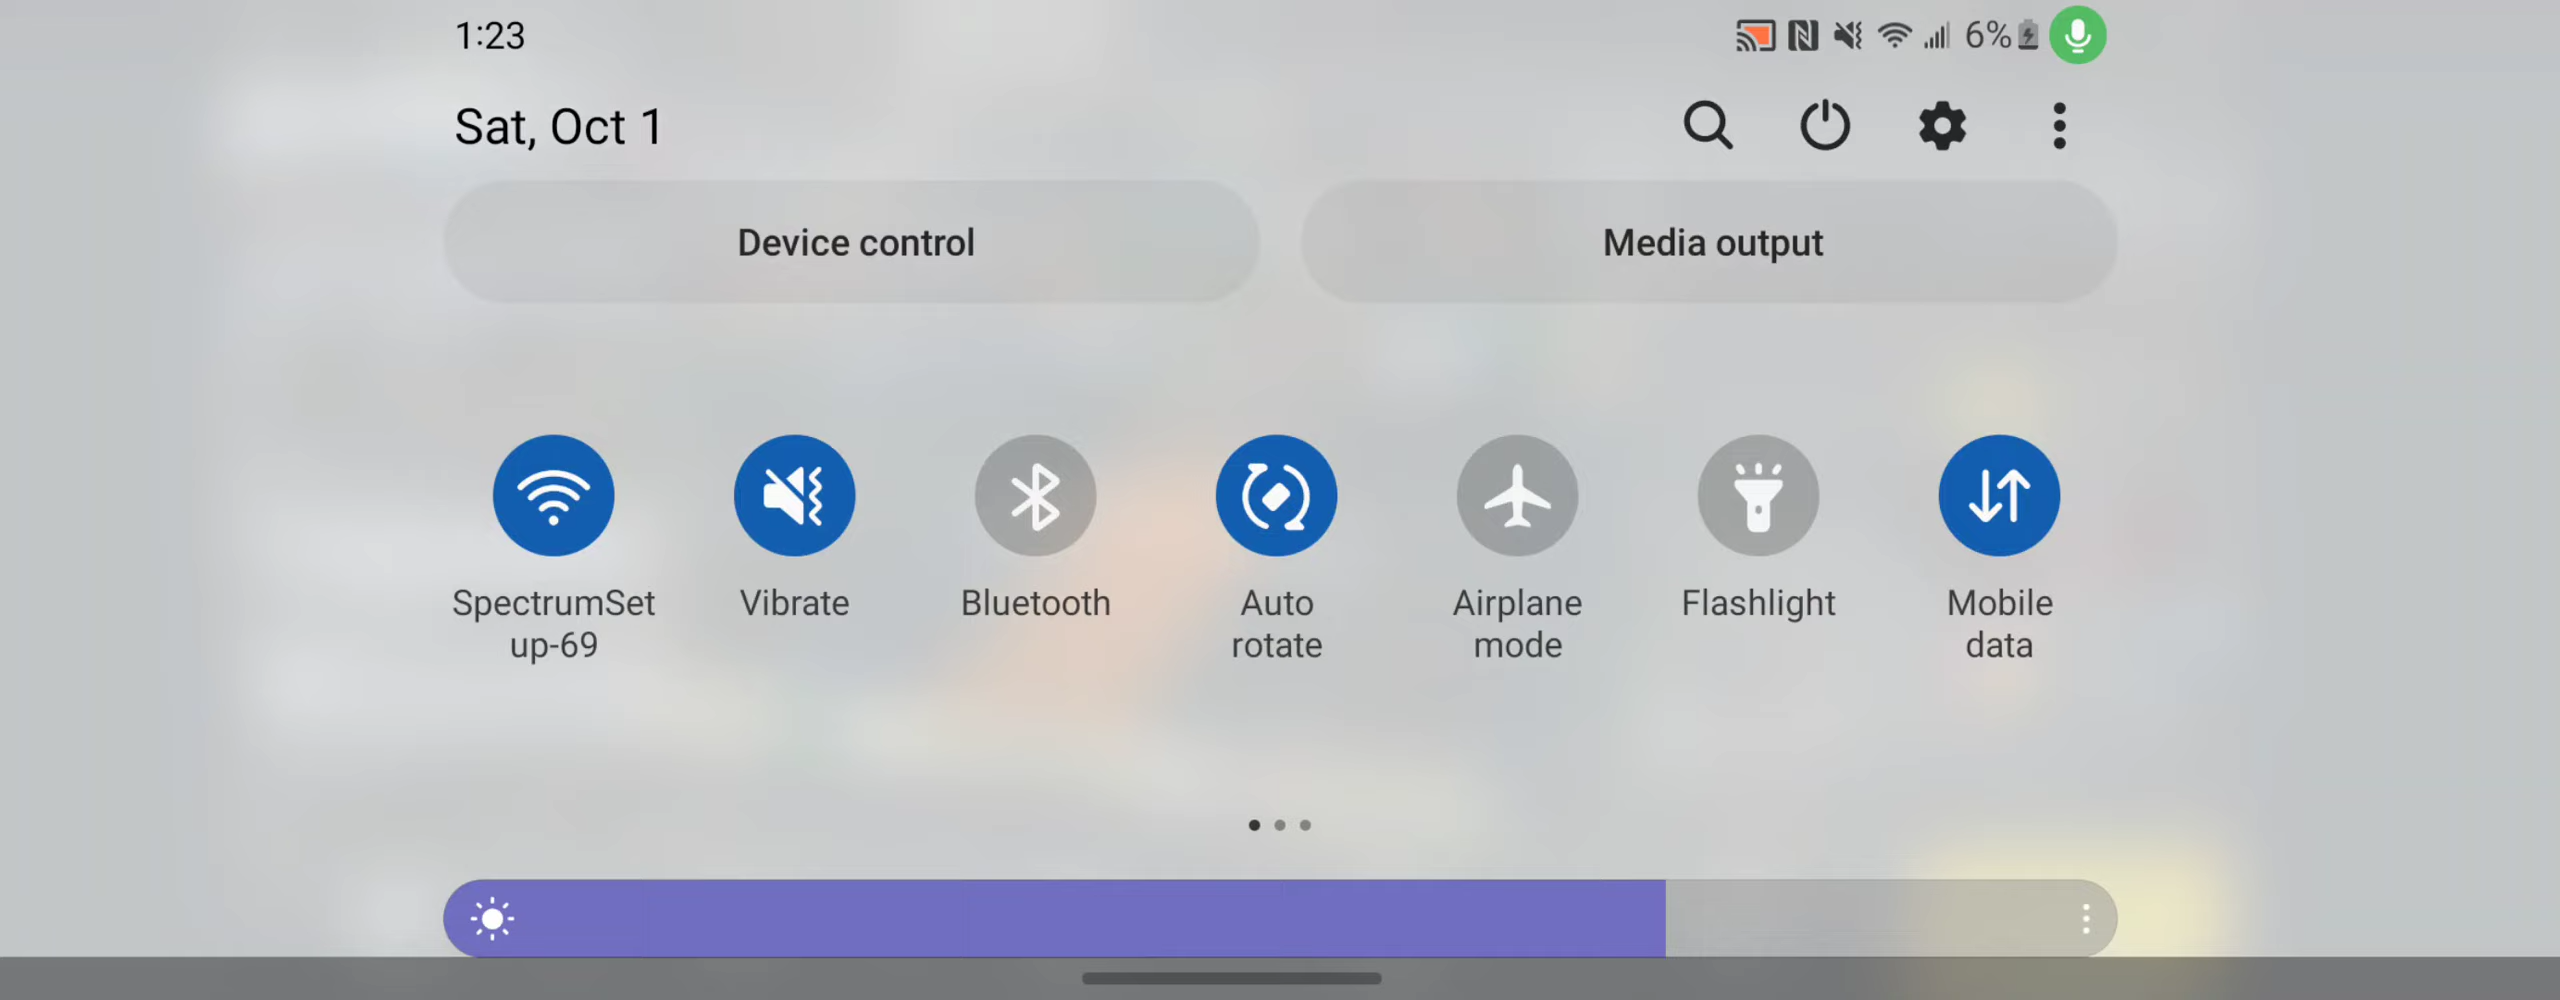 1:23
6%
Sat, Oct 1
Device control
Media output
SpectrumSet
up-69
Vibrate
Bluetooth
Auto
rotate
Airplane
mode
Flashlight
Mobile
data